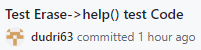 Test Erase->help() test Code
dudri63 committed 1 hour ago